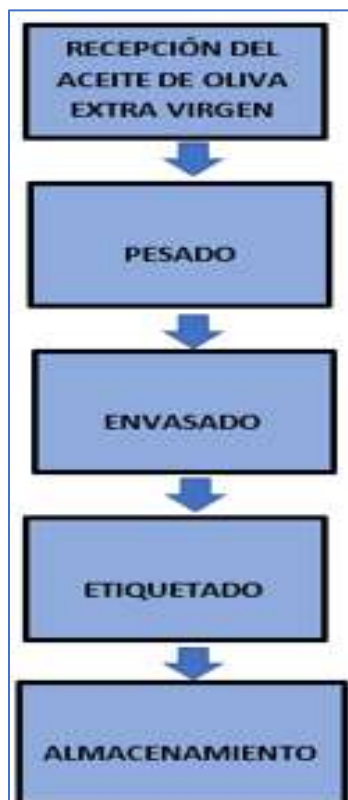 RECEPCIÓN DEL
ACEITE DE OLIVA
EXTRA VIRGEN
PESADO
ENVASADO
ETIQUETADO
ALMACENAMIENTO